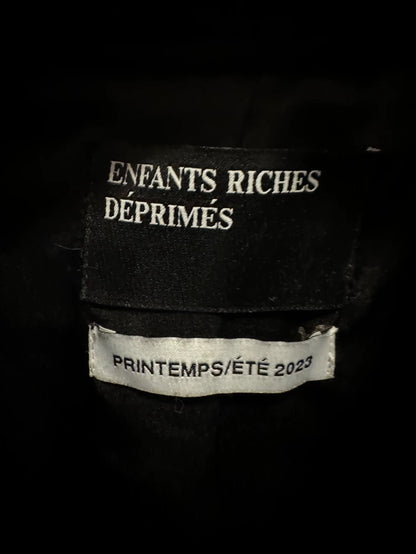 ENFANTS RICHES
DÉPRIMÉS
PRINTEMPS/ÉTÉ 2023